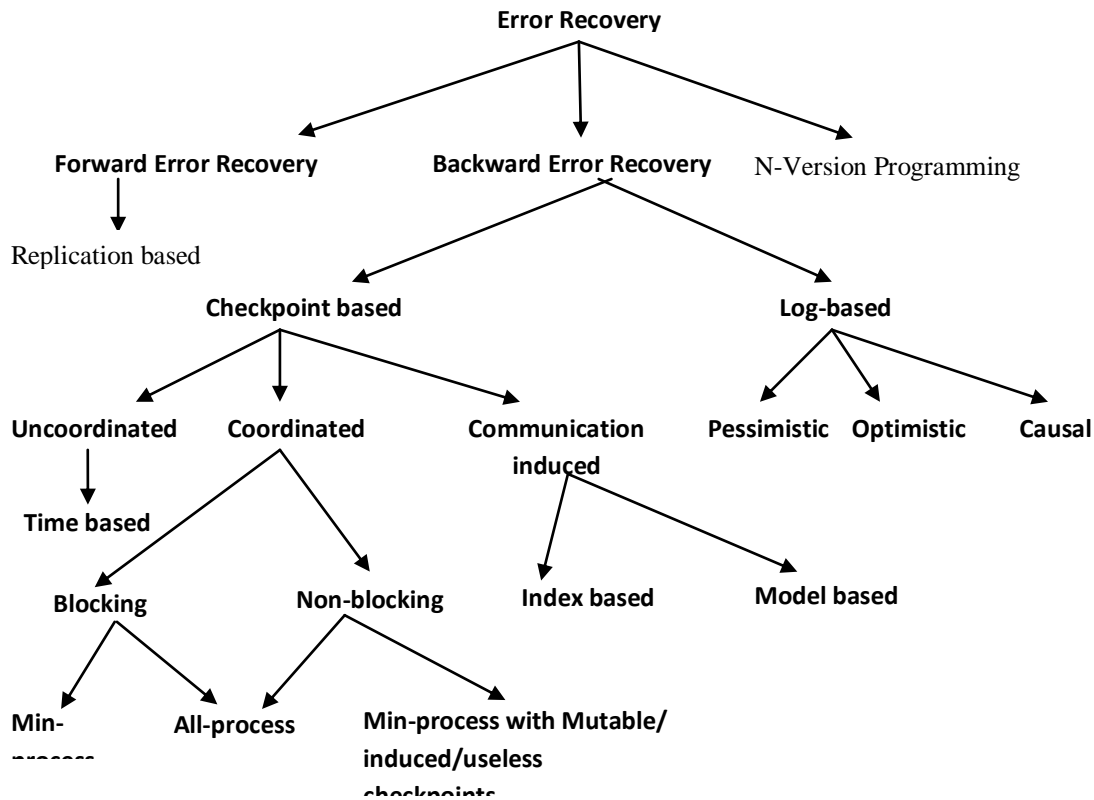 Error Recovery
Forward Error Recovery
Backward Error Recovery
N-Version Programming
Replication based
Checkpoint based
Log-based
Uncoordinated
Coordinated
Communication
induced
Pessimistic
Optimistic
Causal
Time based
Blocking
Non-blocking
Index based
Model based
Min-
process
All-process
Min-process with Mutable/
induced/useless
checkpoints